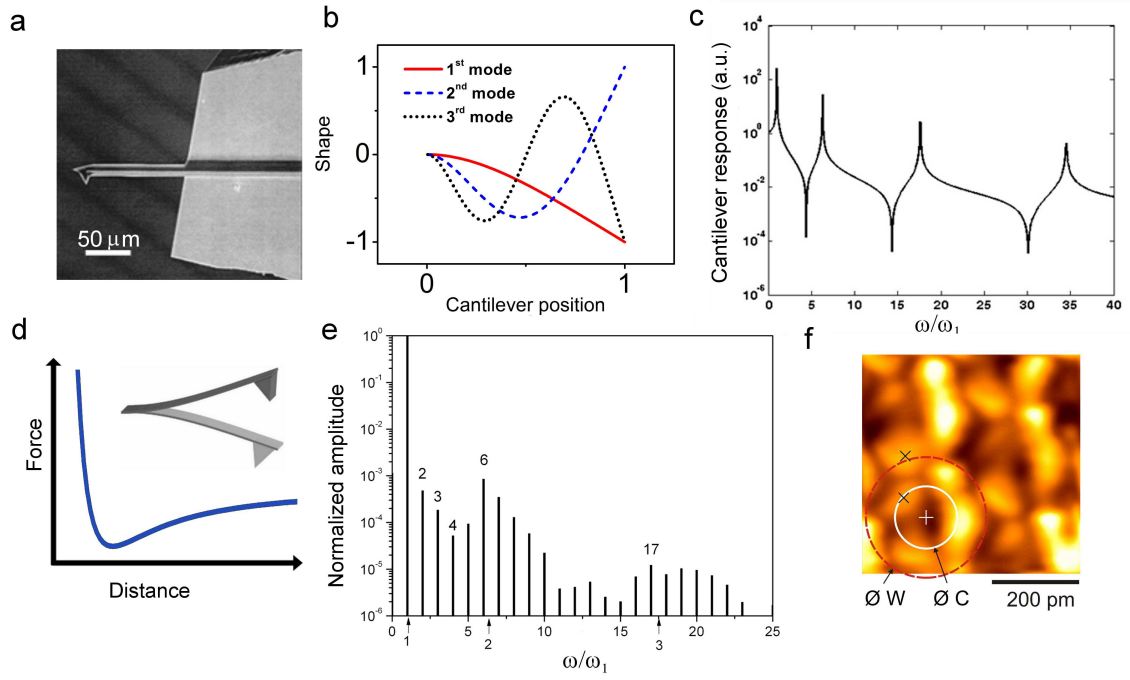 a
50 μm
b
1
0
-1
1st mode
2nd mode
3rd mode
Shape
0
1
Cantilever position
c
Cantilever response (a.u.)
10^4
10^2
10^0
10^-2
10^-4
10^-6
0 5 10 15 20 25 30 35 40
ω/ω₁
d
Force
Distance
e
Normalized amplitude
10^0
10^-1
10^-2
10^-3
10^-4
10^-5
10^-6
2
3
4
6
17
0 5 10 15 20 25
1 2 3
ω/ω₁
f
Ø W
Ø C
200 pm